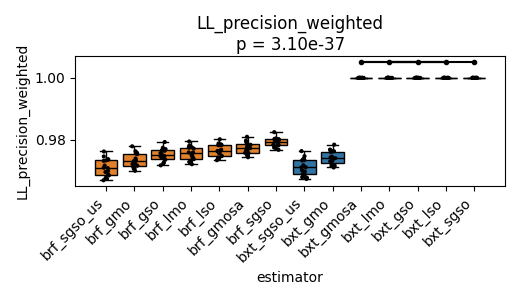 LL_precision_weighted
p = 3.10e-37
LL_precision_weighted
1.00
0.98
brf_sgso_us
brf_gmo
brf_gso
brf_lmo
brf_lso
brf_gmosa
brf_sgso
bxt_sgso_us
bxt_gmo
bxt_gmosa
bxt_lmo
bxt_gso
bxt_lso
bxt_sgso
estimator